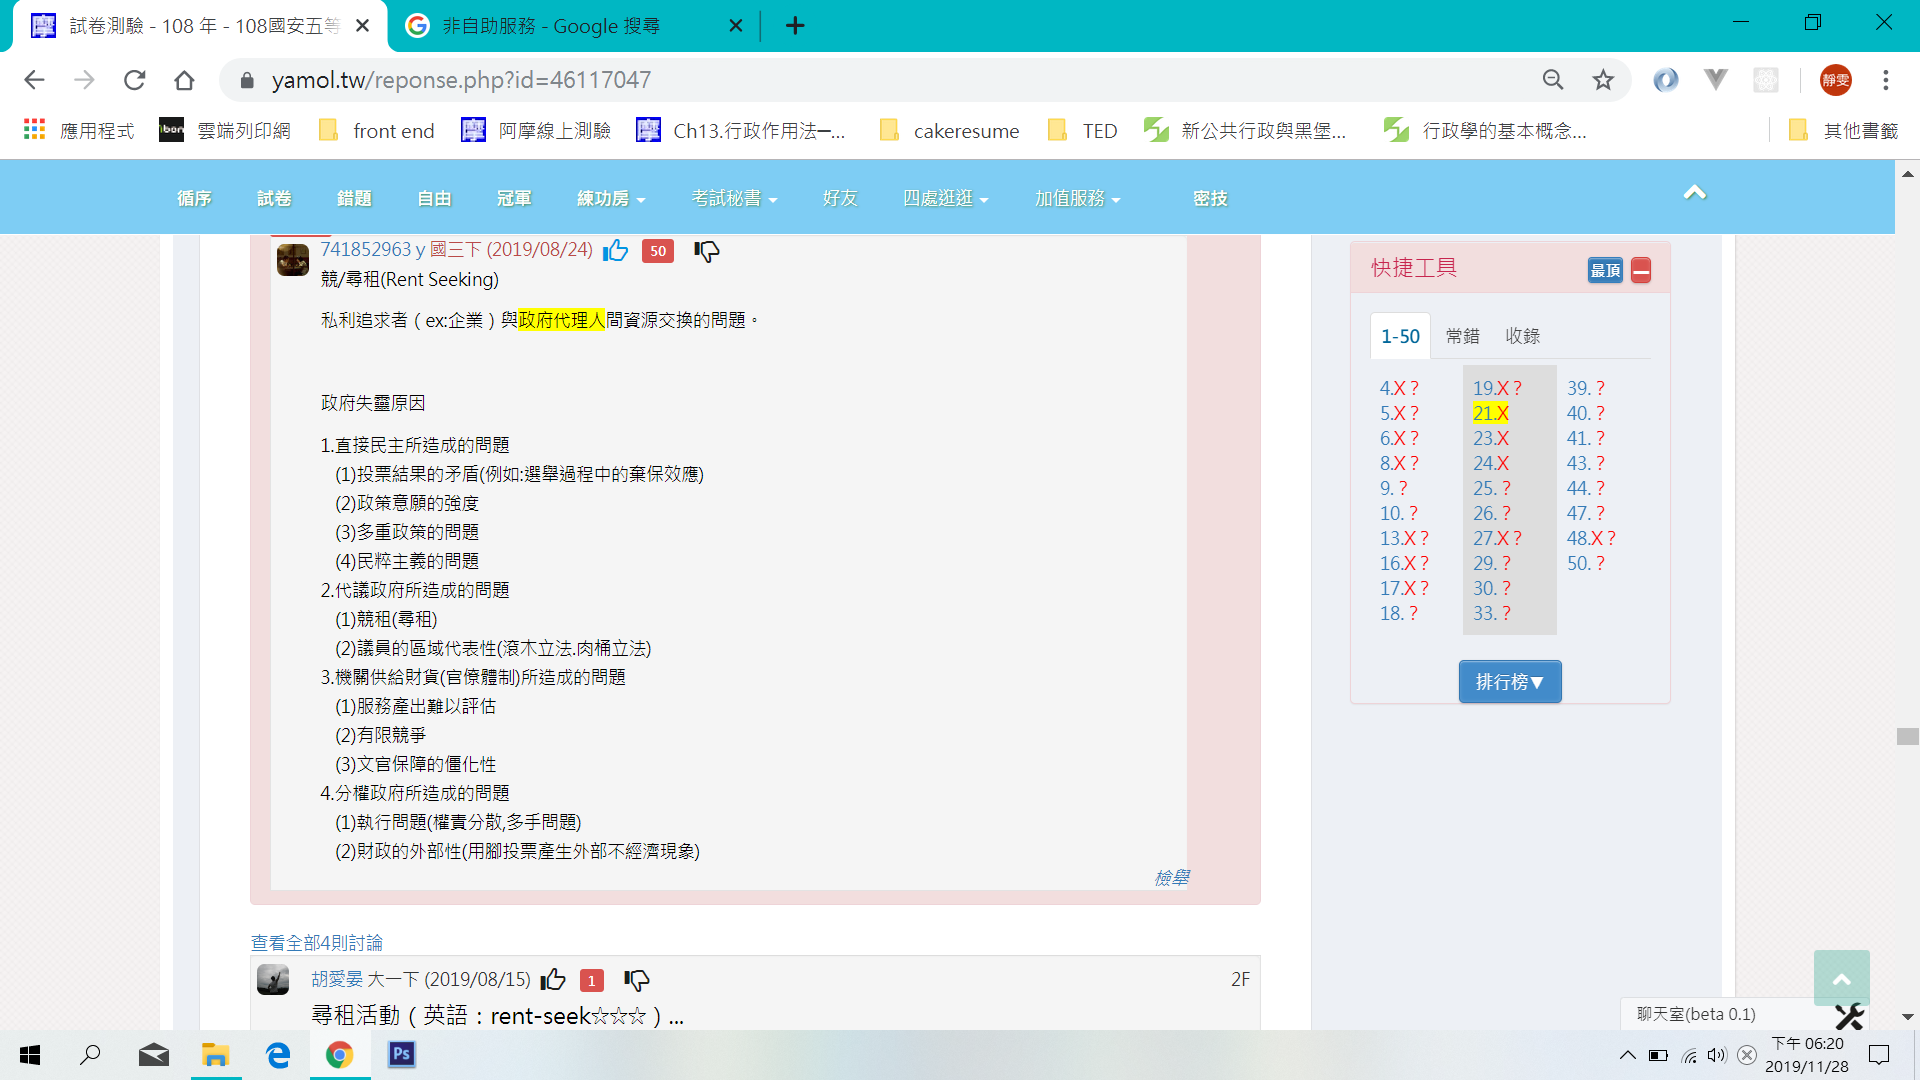 試卷測驗 - 108 年 - 108國安五等
非自助服務 - Google 搜尋
yamol.tw/reponse.php?id=46117047
靜雯
應用程式
ibon
雲端列印網
front end
摩
阿摩線上測驗
摩
Ch13.行政作用法─...
cakeresume
TED
新公共行政與黑堡...
行政學的基本概念...
其他書籤
循序
試卷
錯題
自由
冠軍
練功房
考試秘書
好友
四處逛逛
加值服務
密技
741852963 y 國三下 (2019/08/24) 50
競/尋租(Rent Seeking)
私利追求者（ex:企業）與政府代理人間資源交換的問題。
政府失靈原因
1.直接民主所造成的問題
(1)投票結果的矛盾(例如:選舉過程中的棄保效應)
(2)政策意願的強度
(3)多重政策的問題
(4)民粹主義的問題
2.代議政府所造成的問題
(1)競租(尋租)
(2)議員的區域代表性(滾木立法.肉桶立法)
3.機關供給財貨(官僚體制)所造成的問題
(1)服務產出難以評估
(2)有限競爭
(3)文官保障的僵化性
4.分權政府所造成的問題
(1)執行問題(權責分散,多手問題)
(2)財政的外部性(用腳投票產生外部不經濟現象)
檢舉
查看全部4則討論
胡愛晏 大一下 (2019/08/15) 1
2F
尋租活動（英語：rent-seek☆☆☆）...
快捷工具
最頂
1-50 常錯 收錄
4.X ?
5.X ?
6.X ?
8.X ?
9. ?
10. ?
13.X ?
16.X ?
17.X ?
18. ?
19.X ?
21.X
23.X
24.X
25. ?
26. ?
27.X ?
29. ?
30. ?
33. ?
39. ?
40. ?
41. ?
43. ?
44. ?
47. ?
48.X ?
50. ?
排行榜▼
聊天室(beta 0.1)
Ps
下午 06:20
2019/11/28